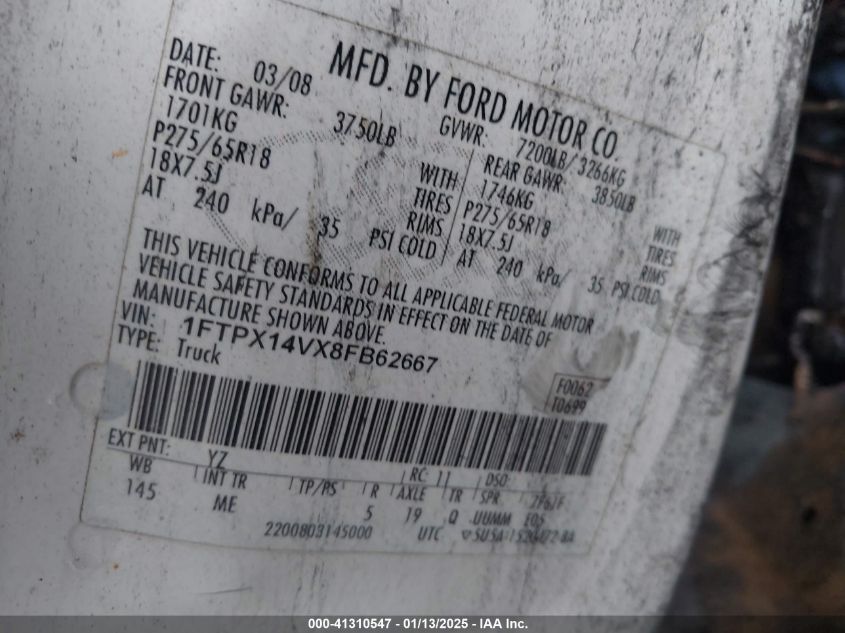 MFD. BY FORD MOTOR CO.
DATE: 03/08 GVWR: 7200LB/3266KG
FRONT GAWR: 3750LB REAR GAWR: 3850LB
1701KG WITH 1746KG WITH
P275/65R18 TIRES P275/65R18 TIRES
18X7.5J RIMS 18X7.5J RIMS
AT 240 kPa/ 35 PSI COLD AT 240 kPa/ 35 PSI COLD
THIS VEHICLE CONFORMS TO ALL APPLICABLE FEDERAL MOTOR
VEHICLE SAFETY STANDARDS IN EFFECT ON THE DATE OF
MANUFACTURE SHOWN ABOVE.
VIN: 1FTPX14VX8FB62667
TYPE: Truck
F0062
T0699
EXT PNT: YZ RC: 11 DSO:
WB INT TR TP/PS R AXLE TR SPR
145 ME 5 19 Q UUMM E05
2200803145000 UTC
000-41310547 / 01/13/2025 - IAA Inc.